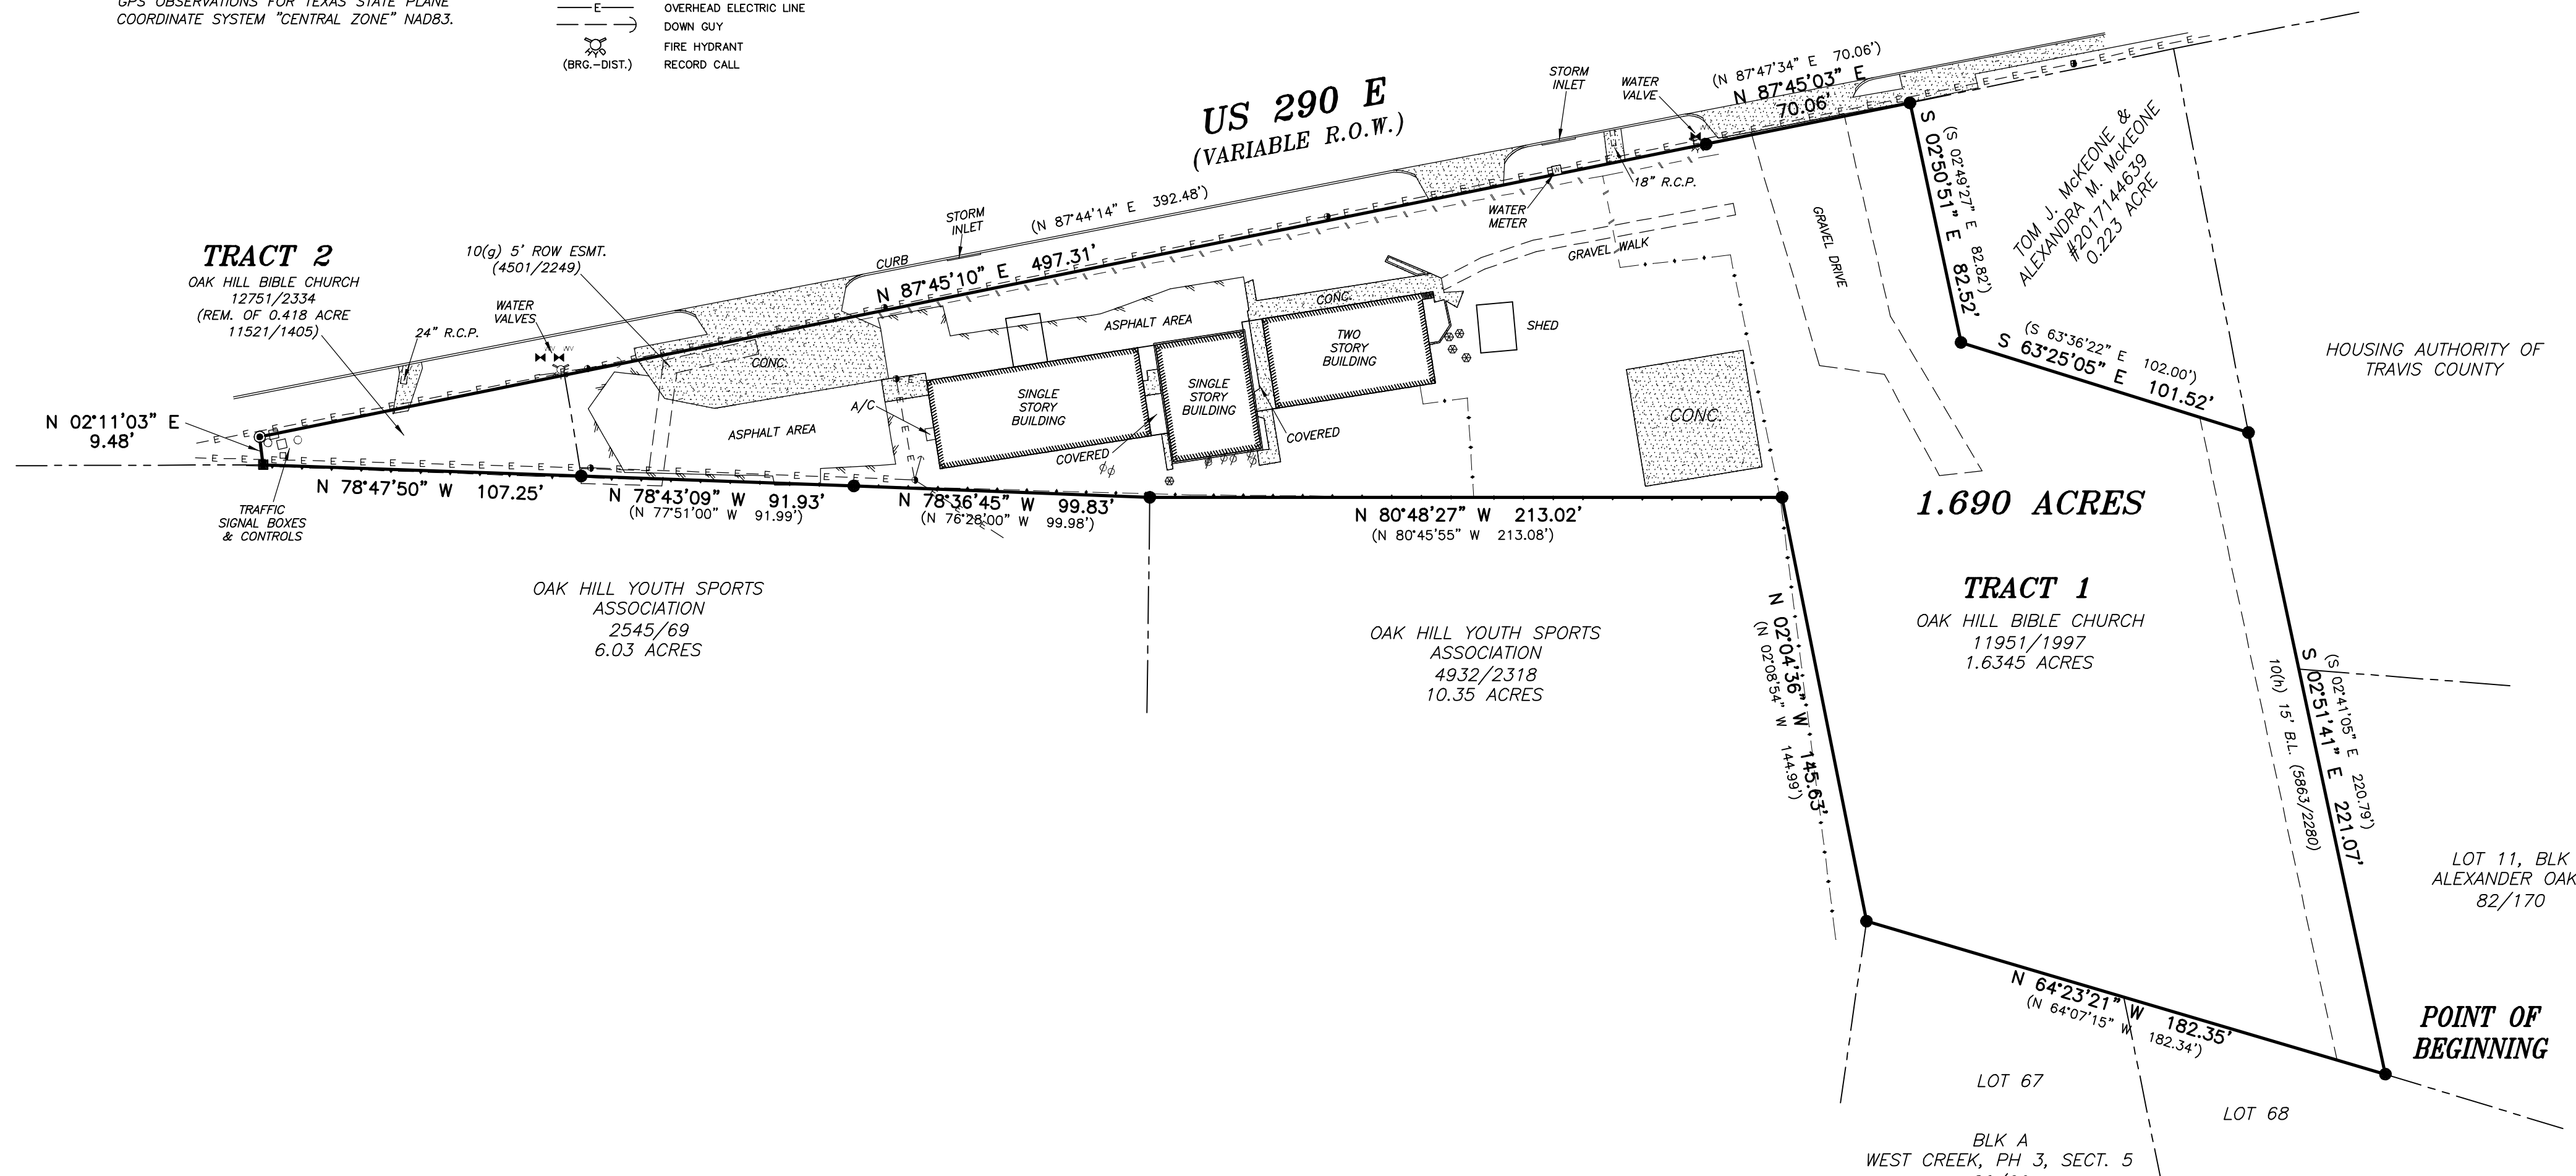 GPS OBSERVATIONS FOR TEXAS STATE PLANE
COORDINATE SYSTEM "CENTRAL ZONE" NAD83.
E OVERHEAD ELECTRIC LINE
DOWN GUY
FIRE HYDRANT
(BRG.-DIST.) RECORD CALL
US 290 E
(VARIABLE R.O.W.)
STORM
INLET
WATER
VALVE
(N 87°47'34" E 70.06')
N 87°45'03" E
70.06'
S 02°50'51" E 82.52'
(S 02°49'27" E 82.82')
TOM J. McKEONE &
ALEXANDRA M. McKEONE
#2017144639
0.223 ACRE
18" R.C.P.
WATER
METER
STORM
INLET
(N 87°44'14" E 392.48')
CURB
N 87°45'10" E 497.31'
TRACT 2
OAK HILL BIBLE CHURCH
12751/2334
(REM. OF 0.418 ACRE
11521/1405)
10(g) 5' ROW ESMT.
(4501/2249)
WATER
VALVES
24" R.C.P.
GRAVEL WALK
GRAVEL DRIVE
CONC.
ASPHALT AREA
TWO
STORY
BUILDING
SHED
CONC.
SINGLE
STORY
BUILDING
SINGLE
STORY
BUILDING
A/C
ASPHALT AREA
COVERED
COVERED
CONC.
(S 63°36'22" E 102.00')
S 63°25'05" E 101.52'
HOUSING AUTHORITY OF
TRAVIS COUNTY
N 02°11'03" E
9.48'
N 78°47'50" W 107.25'
N 78°43'09" W 91.93'
(N 77°51'00" W 91.99')
N 78°36'45" W 99.83'
(N 76°28'00" W 99.98')
N 80°48'27" W 213.02'
(N 80°45'55" W 213.08')
TRAFFIC
SIGNAL BOXES
& CONTROLS
1.690 ACRES
TRACT 1
OAK HILL BIBLE CHURCH
11951/1997
1.6345 ACRES
OAK HILL YOUTH SPORTS
ASSOCIATION
2545/69
6.03 ACRES
OAK HILL YOUTH SPORTS
ASSOCIATION
4932/2318
10.35 ACRES
N 02°04'36" W 145.63'
(N 02°08'54" W 144.99')
10(h) 15' B.L. (5863/2280)
S 02°51'41" E 221.07'
(S 02°41'05" E 220.79')
LOT 11, BLK
ALEXANDER OAK
82/170
N 64°23'21" W 182.35'
(N 64°07'15" W 182.34')
POINT OF
BEGINNING
LOT 67
LOT 68
BLK A
WEST CREEK, PH 3, SECT. 5